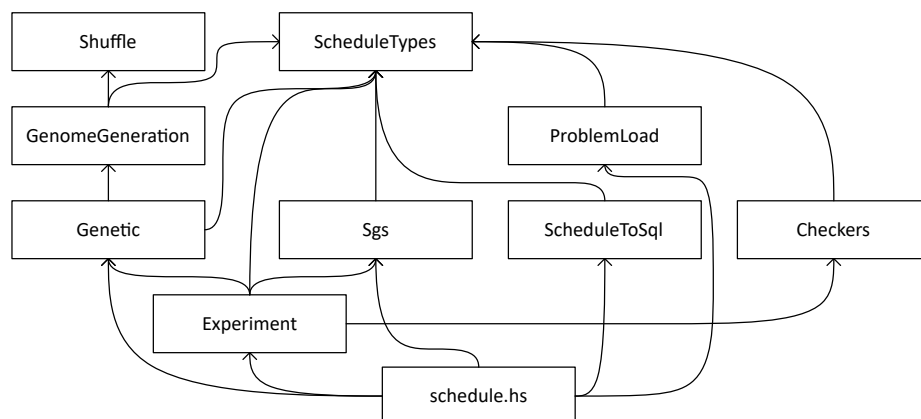 Shuffle
ScheduleTypes
GenomeGeneration
ProblemLoad
Genetic
Sgs
ScheduleToSql
Checkers
Experiment
schedule.hs